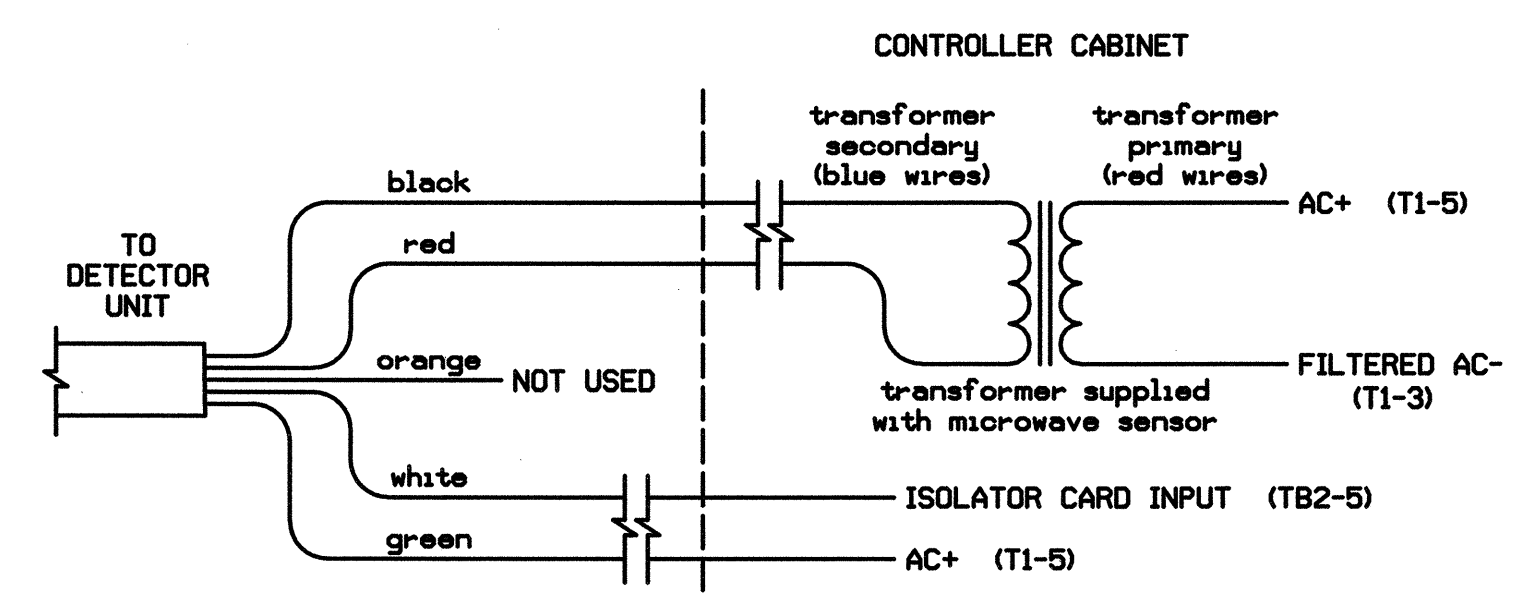 CONTROLLER CABINET
transformer
secondary
(blue wires)
transformer
primary
(red wires)
black
AC+ (T1-5)
red
TO
DETECTOR
UNIT
orange
NOT USED
FILTERED AC-
(T1-3)
transformer supplied
with microwave sensor
white
ISOLATOR CARD INPUT (TB2-5)
green
AC+ (T1-5)